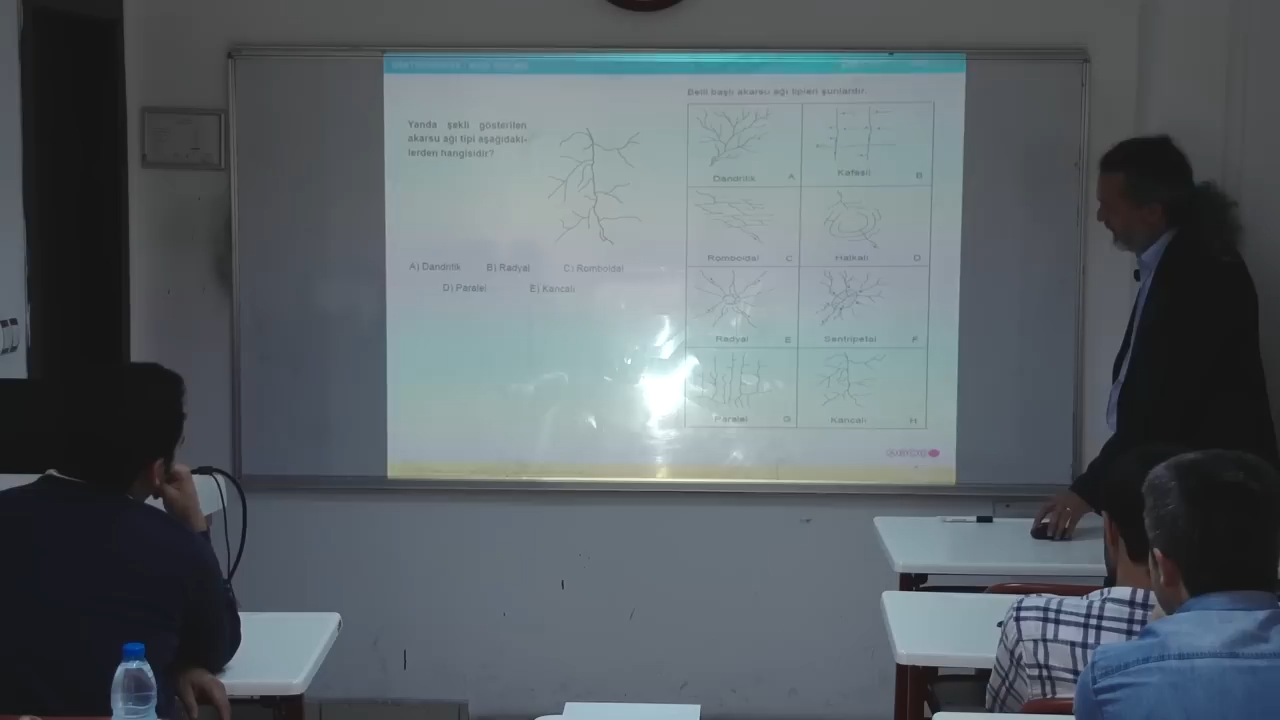 Yanda şekli gösterilen
akarsu ağı tipi aşağıdaki-
lerden hangisidir?
A) Dandritik B) Radyal C) Romboidal
D) Paralel E) Kancalı
Belli başlı akarsu ağı tipleri şunlardır:
Dandritik A
Kafesli B
Romboidal C
Halkalı D
Radyal E
Sentripetal F
Paralel G
Kancalı H